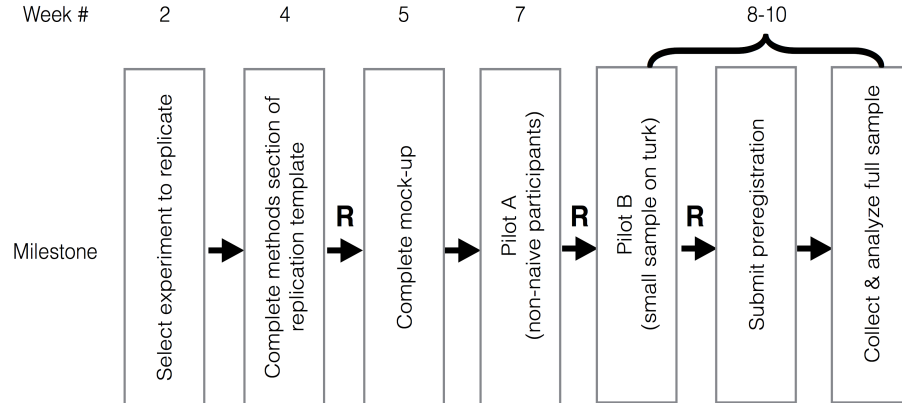 Week #
2
4
5
7
8-10
Milestone
Select experiment to replicate
Complete methods section of
replication template
R
Complete mock-up
Pilot A
(non-naive participants)
R
Pilot B
(small sample on turk)
R
Submit preregistration
Collect & analyze full sample